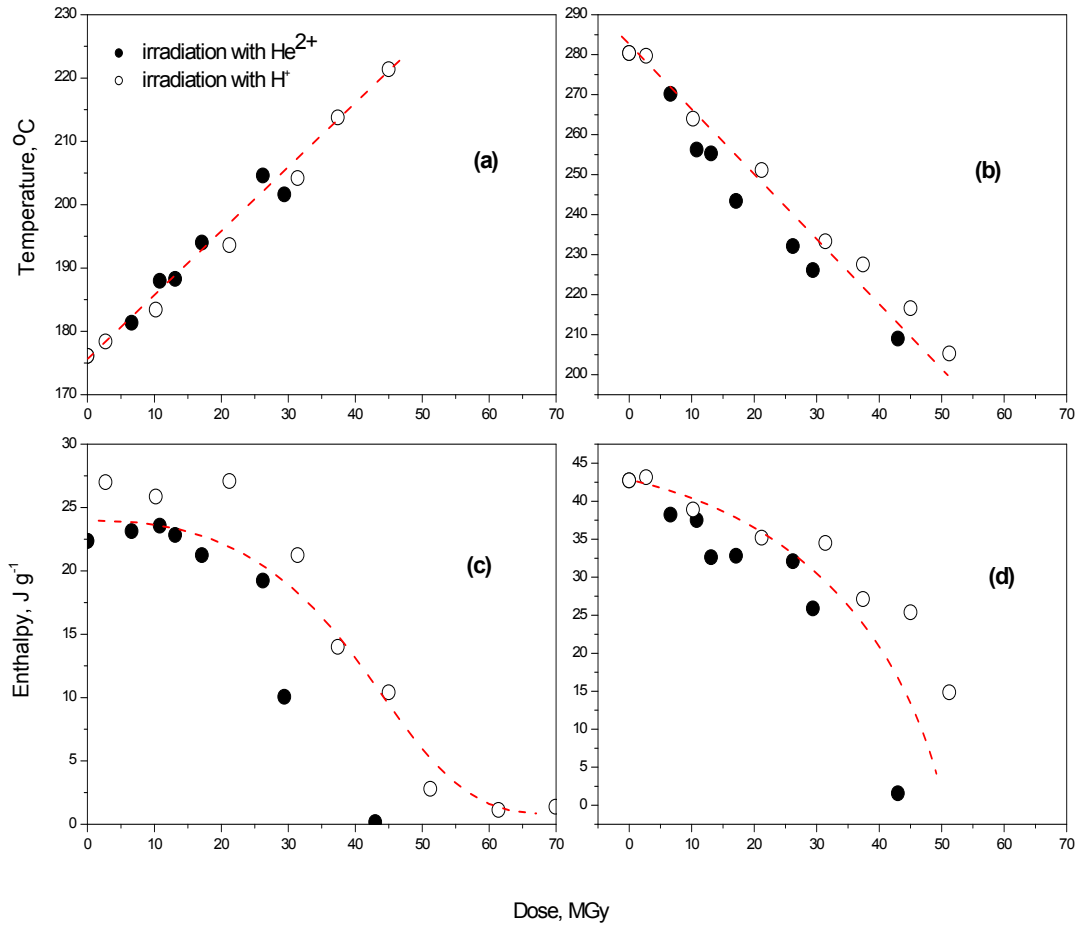 230
220
210
200
190
180
170
0 10 20 30 40 50 60 70
Temperature, °C
irradiation with He2+
irradiation with H+
(a)
290
280
270
260
250
240
230
220
210
200
0 10 20 30 40 50 60 70
(b)
30
25
20
15
10
5
0
0 10 20 30 40 50 60 70
Enthalpy, J g-1
(c)
45
40
35
30
25
20
15
10
5
0
0 10 20 30 40 50 60 70
(d)
Dose, MGy